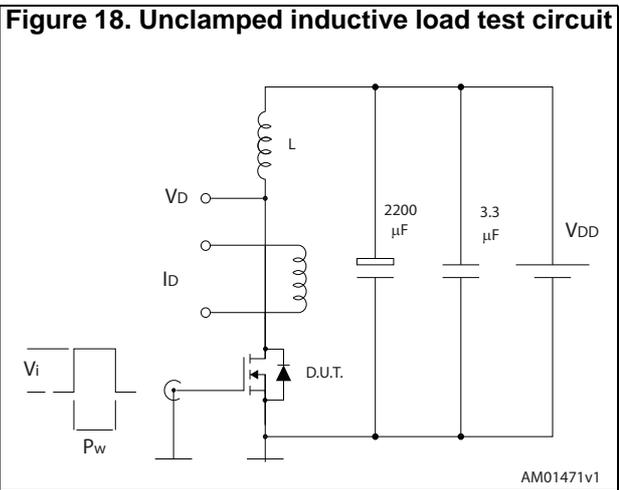 Figure 18. Unclamped inductive load test circuit
L
VD
2200
μF
3.3
μF
VDD
ID
Vi
D.U.T.
Pw
AM01471v1